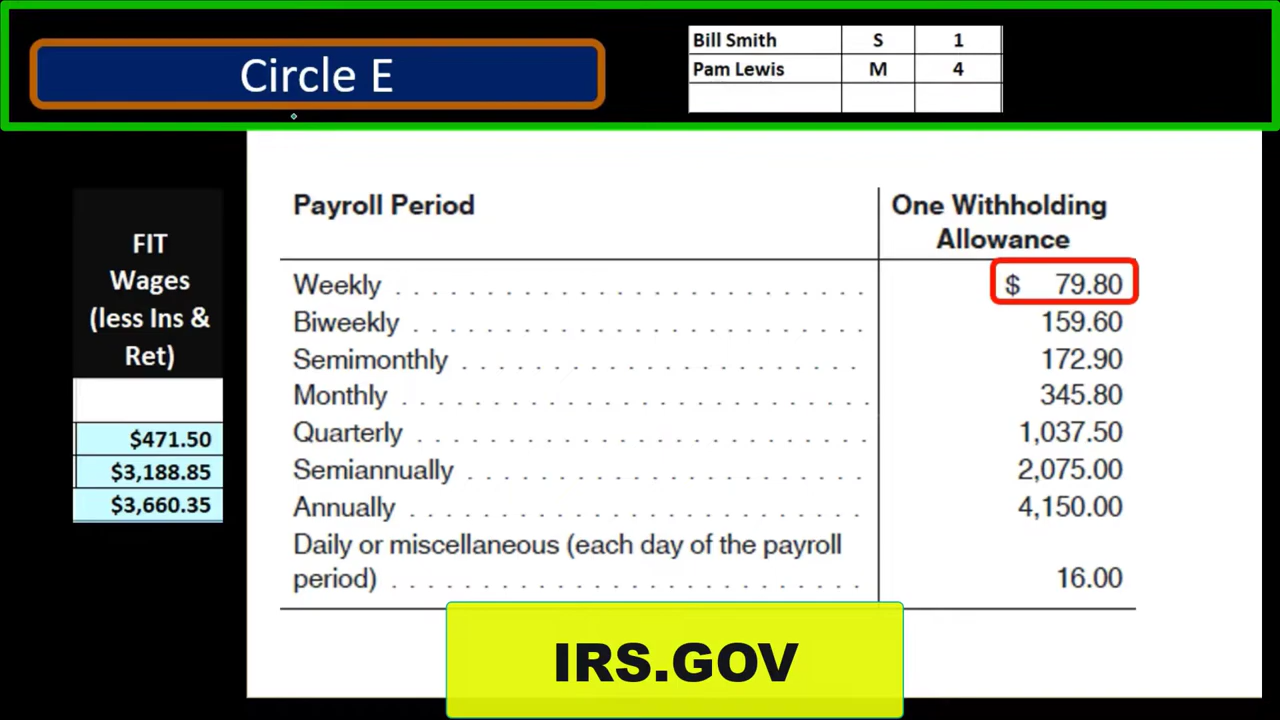 Circle E
Bill Smith S 1
Pam Lewis M 4
FIT
Wages
(less Ins &
Ret)
$471.50
$3,188.85
$3,660.35
Payroll Period One Withholding
Allowance
Weekly . . . . . . . . . . . . . . . . . . . . . . . . . $ 79.80
Biweekly . . . . . . . . . . . . . . . . . . . . . . . . 159.60
Semimonthly . . . . . . . . . . . . . . . . . . . . . 172.90
Monthly . . . . . . . . . . . . . . . . . . . . . . . . . 345.80
Quarterly . . . . . . . . . . . . . . . . . . . . . . . . 1,037.50
Semiannually . . . . . . . . . . . . . . . . . . . . . 2,075.00
Annually . . . . . . . . . . . . . . . . . . . . . . . . 4,150.00
Daily or miscellaneous (each day of the payroll
period) . . . . . . . . . . . . . . . . . . . . . . . . . 16.00
IRS.GOV